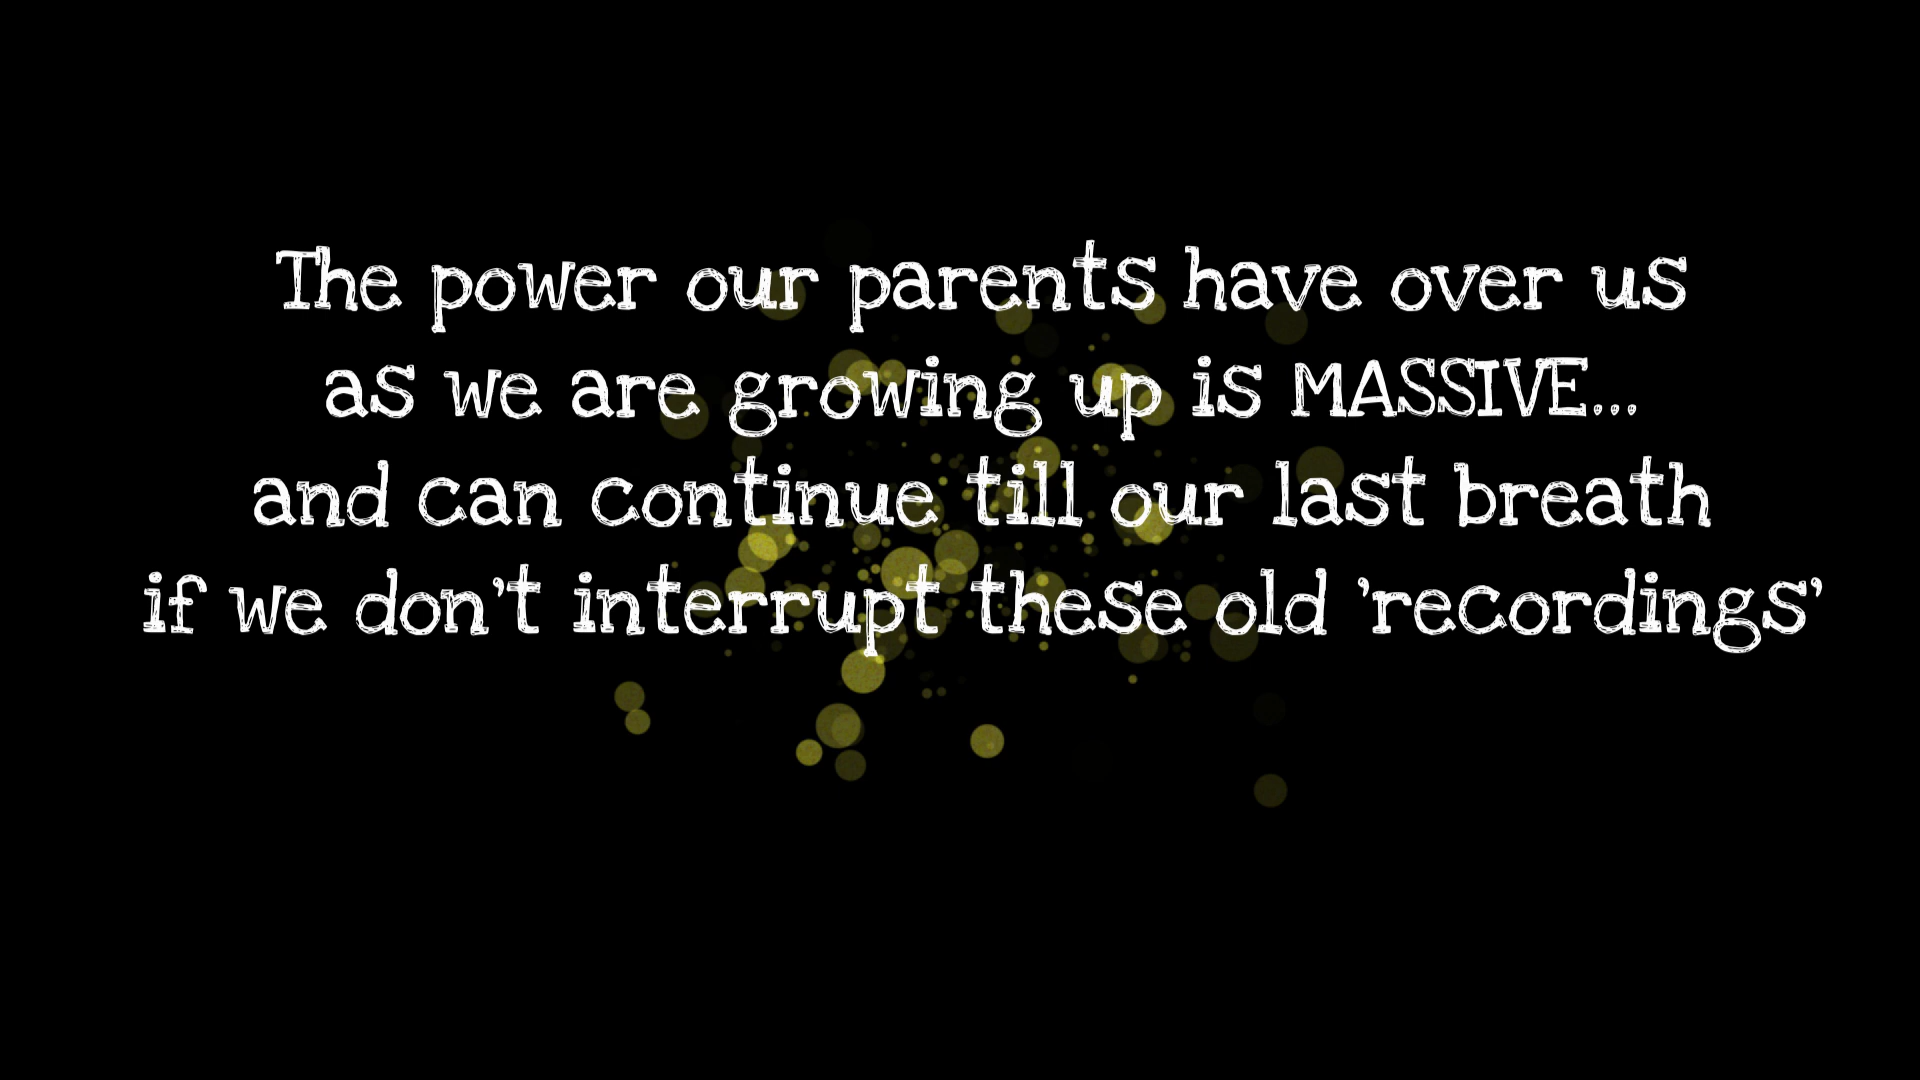 The power our parents have over us
as we are growing up is MASSIVE...
and can continue till our last breath
if we don't interrupt these old 'recordings'